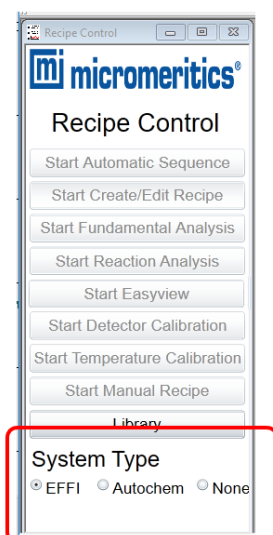 Recipe Control
mi micromeritics®
Recipe Control
Start Automatic Sequence
Start Create/Edit Recipe
Start Fundamental Analysis
Start Reaction Analysis
Start Easyview
Start Detector Calibration
Start Temperature Calibration
Start Manual Recipe
Library
System Type
EFFI Autochem None